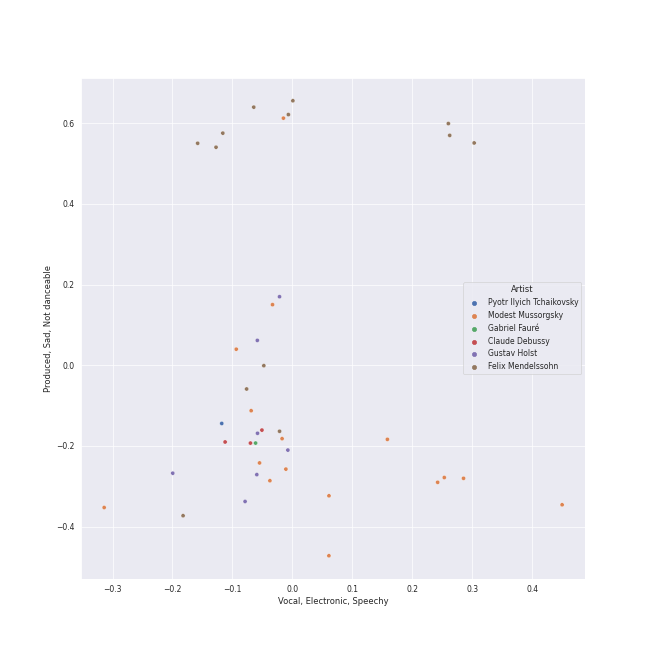 0.6
0.4
0.2
0.0
−0.2
−0.4
Produced, Sad, Not danceable
Artist
Pyotr Ilyich Tchaikovsky
Modest Mussorgsky
Gabriel Fauré
Claude Debussy
Gustav Holst
Felix Mendelssohn
−0.3 −0.2 −0.1 0.0 0.1 0.2 0.3 0.4
Vocal, Electronic, Speechy